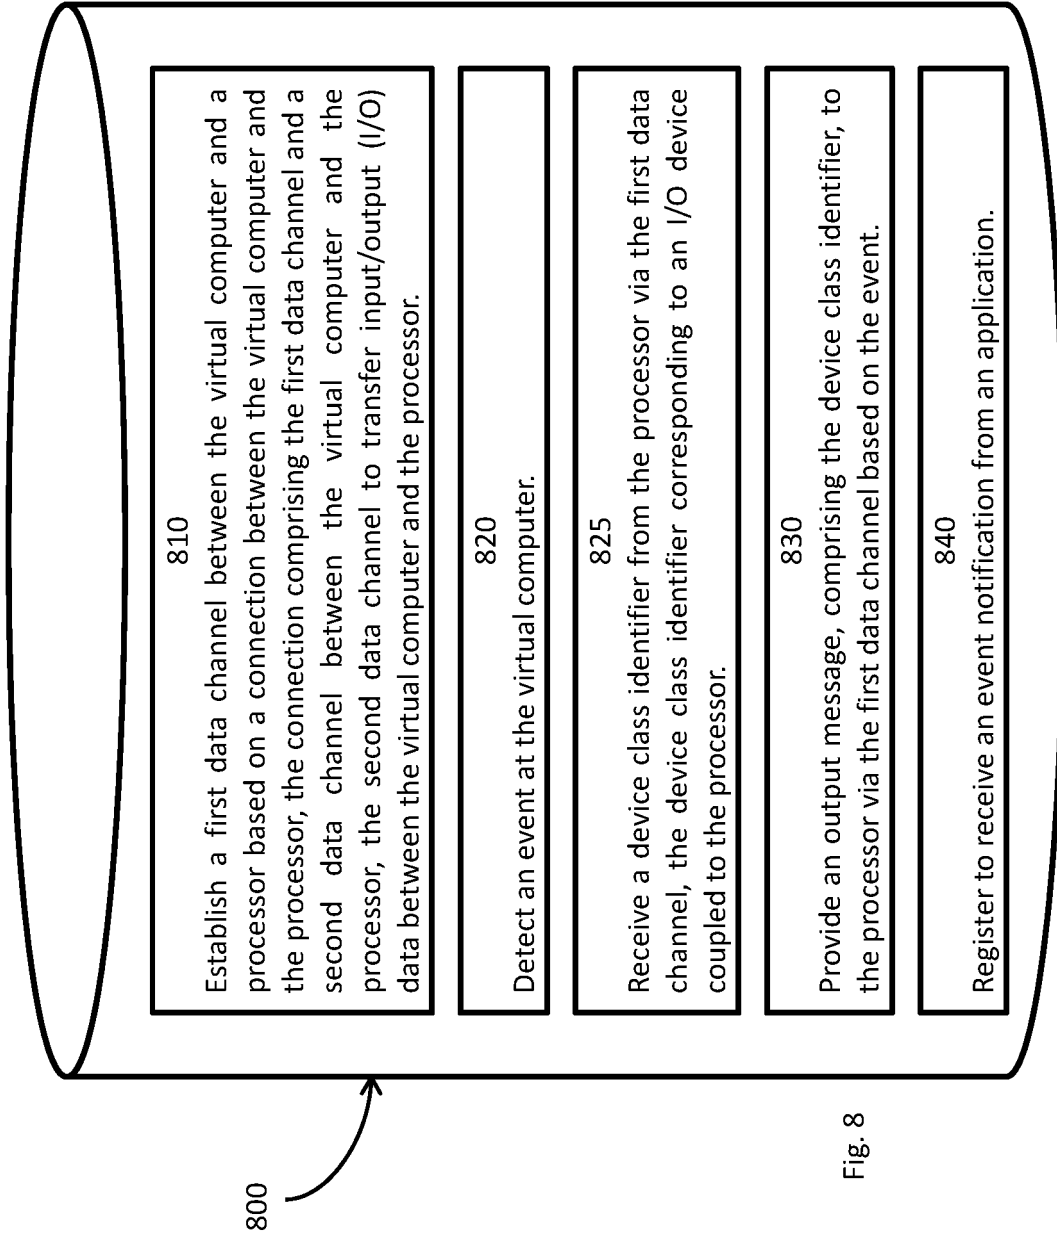 800
810
Establish a first data channel between the virtual computer and a
processor based on a connection between the virtual computer and
the processor, the connection comprising the first data channel and a
second data channel between the virtual computer and the
processor, the second data channel to transfer input/output (I/O)
data between the virtual computer and the processor.
820
Detect an event at the virtual computer.
825
Receive a device class identifier from the processor via the first data
channel, the device class identifier corresponding to an I/O device
coupled to the processor.
830
Provide an output message, comprising the device class identifier, to
the processor via the first data channel based on the event.
840
Register to receive an event notification from an application.
Fig. 8